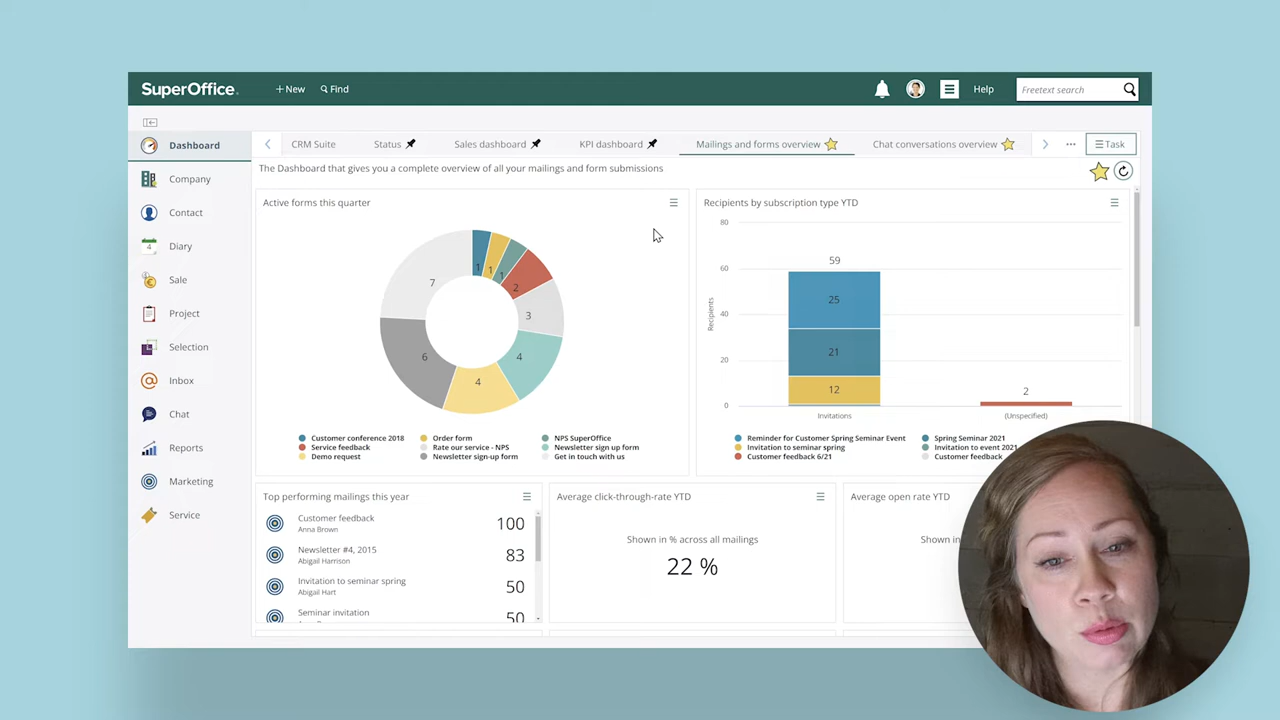 SuperOffice.
+ New
Find
Help
Freetext search
Dashboard
Company
Contact
4
Diary
Sale
Project
Selection
Inbox
Chat
Reports
Marketing
Service
CRM Suite
Status
Sales dashboard
KPI dashboard
Mailings and forms overview
Chat conversations overview
Task
The Dashboard that gives you a complete overview of all your mailings and form submissions
Active forms this quarter
1
1
1
2
3
4
4
6
7
Customer conference 2018
Order form
NPS SuperOffice
Service feedback
Rate our service - NPS
Newsletter sign up form
Demo request
Newsletter sign-up form
Get in touch with us
Recipients by subscription type YTD
80
60
40
20
0
Recipients
59
25
21
12
2
Invitations
(Unspecified)
Reminder for Customer Spring Seminar Event
Spring Seminar 2021
Invitation to seminar spring
Invitation to event 2021
Customer feedback 6/21
Customer feedback
Top performing mailings this year
Customer feedback
100
Anna Brown
Newsletter #4, 2015
83
Abigail Harrison
Invitation to seminar spring
50
Abigail Hart
Seminar invitation
50
Average click-through-rate YTD
Shown in % across all mailings
22 %
Average open rate YTD
Shown in